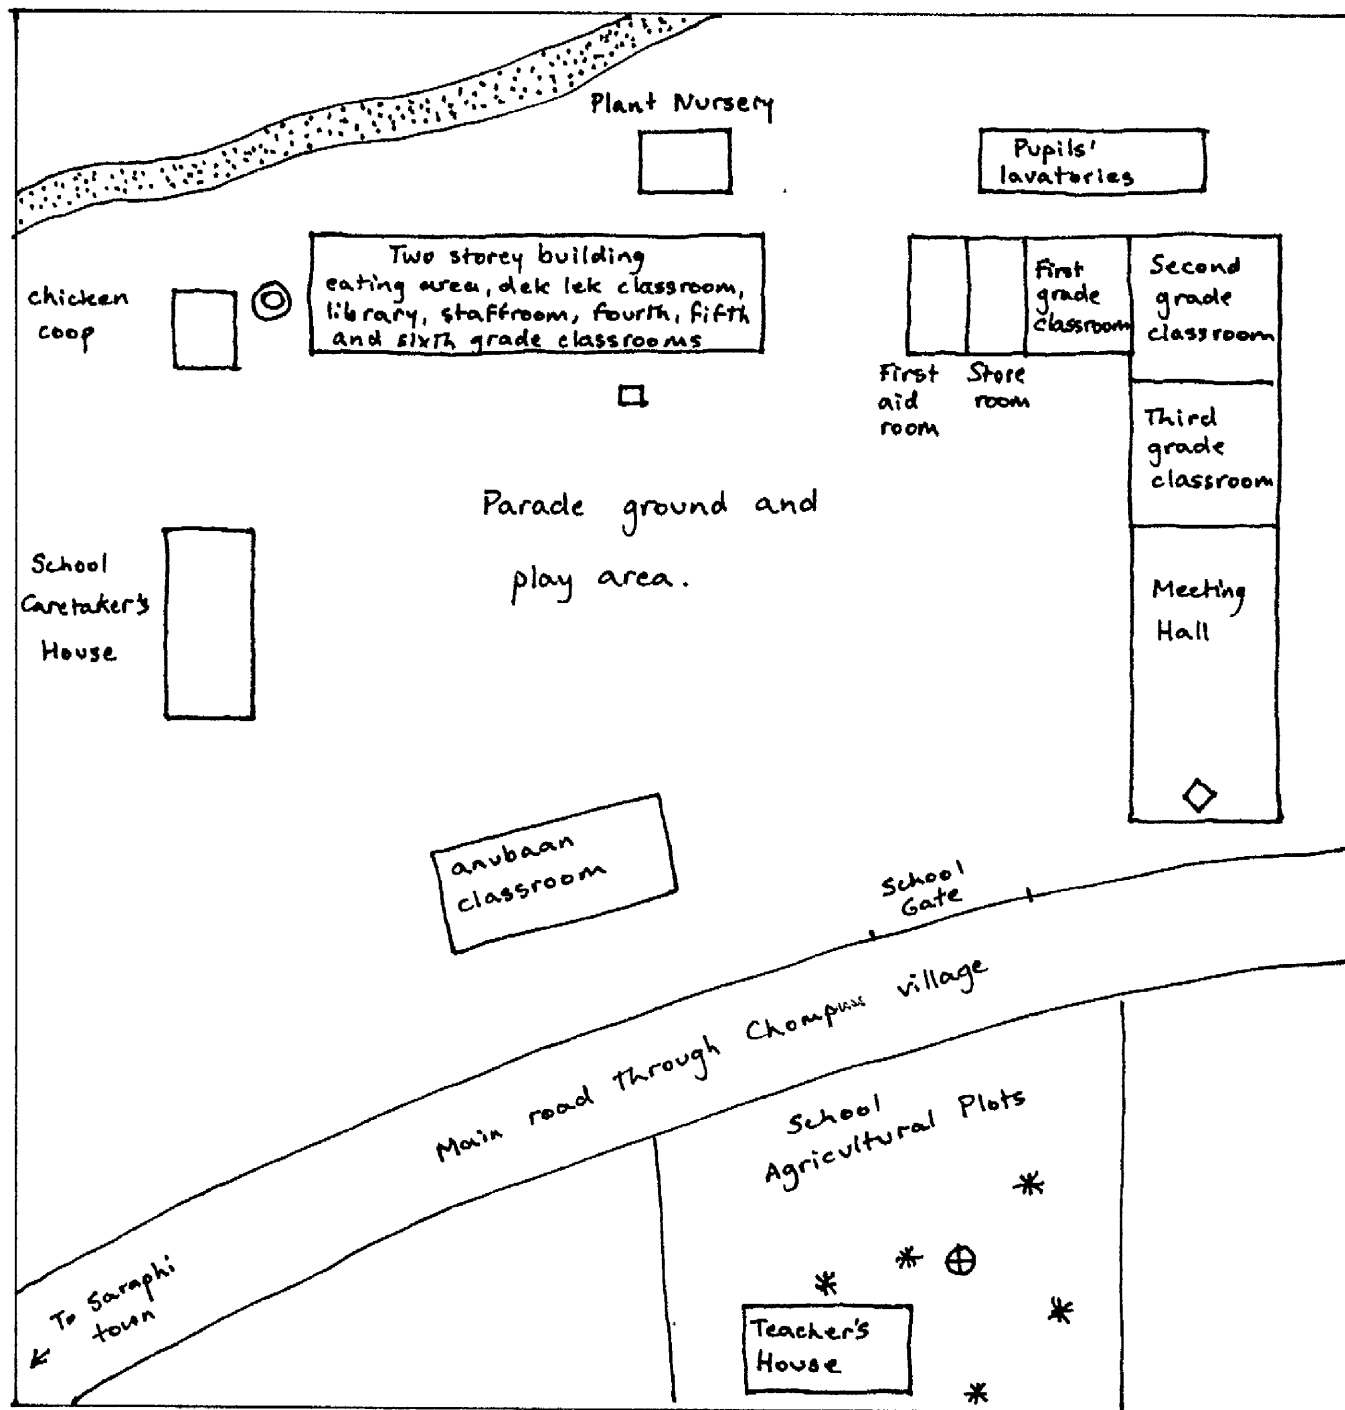 Plant Nursery
Pupils'
lavatories
Two storey building
eating area, dek lek classroom,
library, staffroom, fourth, fifth
and sixth grade classrooms
chicken
coop
First
grade
classroom
Second
grade
classroom
First
aid
room
Store
room
Third
grade
classroom
Parade ground and
play area.
School
Caretaker's
House
Meeting
Hall
anubaan
classroom
School
Gate
Main road through Chompuu village
School
Agricultural Plots
To Saraphi
town
Teacher's
House